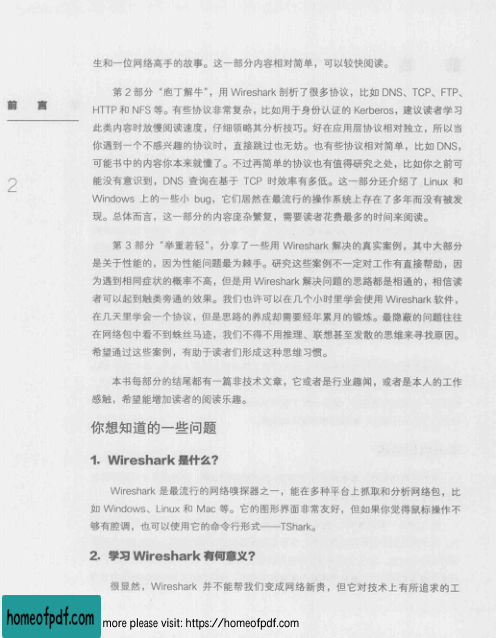 生和一位网络高手的故事。这一部分内容相对简单，可以较快阅读。
前 言
2
第 2 部分“庖丁解牛”，用 Wireshark 剖析了很多协议，比如 DNS、TCP、FTP、
HTTP 和 NFS 等。有些协议非常复杂，比如用于身份认证的 Kerberos，建议读者学习
此类内容时放慢阅读速度，仔细领略其分析技巧。好在应用层协议相对独立，所以当
你遇到一个不感兴趣的协议时，直接跳过也无妨。也有些协议相对简单，比如 DNS，
可能书中的内容你本来就懂了。不过再简单的协议也有值得研究之处，比如你之前可
能没有意识到，DNS 查询在基于 TCP 时效率有多低。这一部分还介绍了 Linux 和
Windows 上的一些小 bug，它们居然在最流行的操作系统上存在了多年而没有被发
现。总体而言，这一部分的内容庞杂繁复，需要读者花费最多的时间来阅读。
第 3 部分“举重若轻”，分享了一些用 Wireshark 解决的真实案例，其中大部分
是关于性能的，因为性能问题最为棘手。研究这些案例不一定对工作有直接帮助，因
为遇到相同症状的概率不高，但是用 Wireshark 解决问题的思路都是相通的，相信读
者可以起到触类旁通的效果。我们也许可以在几个小时里学会使用 Wireshark 软件，
在几天里学会一个协议，但是思路的养成却需要经年累月的锻炼。最隐蔽的问题往往
在网络包中看不到蛛丝马迹，我们不得不用推理、联想甚至发散的思维来寻找原因。
希望通过这些案例，有助于读者们形成这种思维习惯。
本书每部分的结尾都有一篇非技术文章，它或者是行业趣闻，或者是本人的工作
感触，希望能增加读者的阅读乐趣。
你想知道的一些问题
1. Wireshark 是什么？
Wireshark 是最流行的网络嗅探器之一，能在多种平台上抓取和分析网络包，比
如 Windows、Linux 和 Mac 等。它的图形界面非常友好，但如果你觉得鼠标操作不
够有腔调，也可以使用它的命令行形式——TShark。
2. 学习 Wireshark 有何意义？
很显然，Wireshark 并不能帮我们变成网络新贵，但它对技术上有所追求的工
homeofpdf.com
more please visit: https://homeofpdf.com